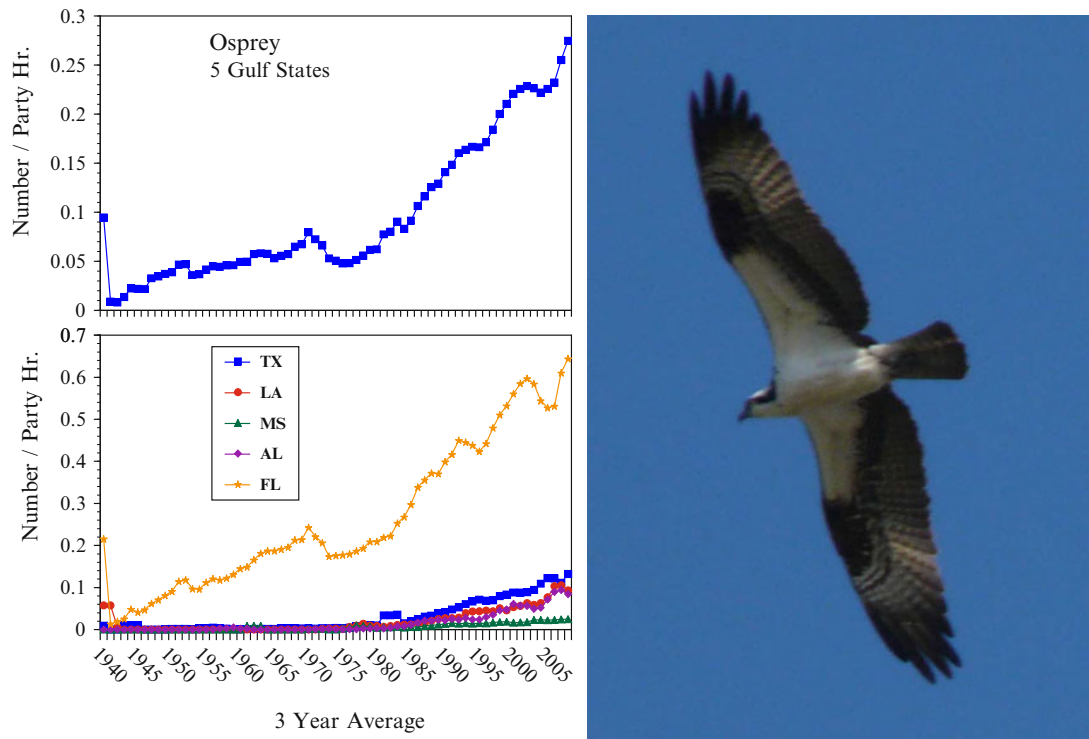 Osprey
5 Gulf States
Number / Party Hr.
0.3
0.25
0.2
0.15
0.1
0.05
0
Number / Party Hr.
0.7
0.6
0.5
0.4
0.3
0.2
0.1
0
TX
LA
MS
AL
FL
1940 1945 1950 1955 1960 1965 1970 1975 1980 1985 1990 1995 2000 2005
3 Year Average